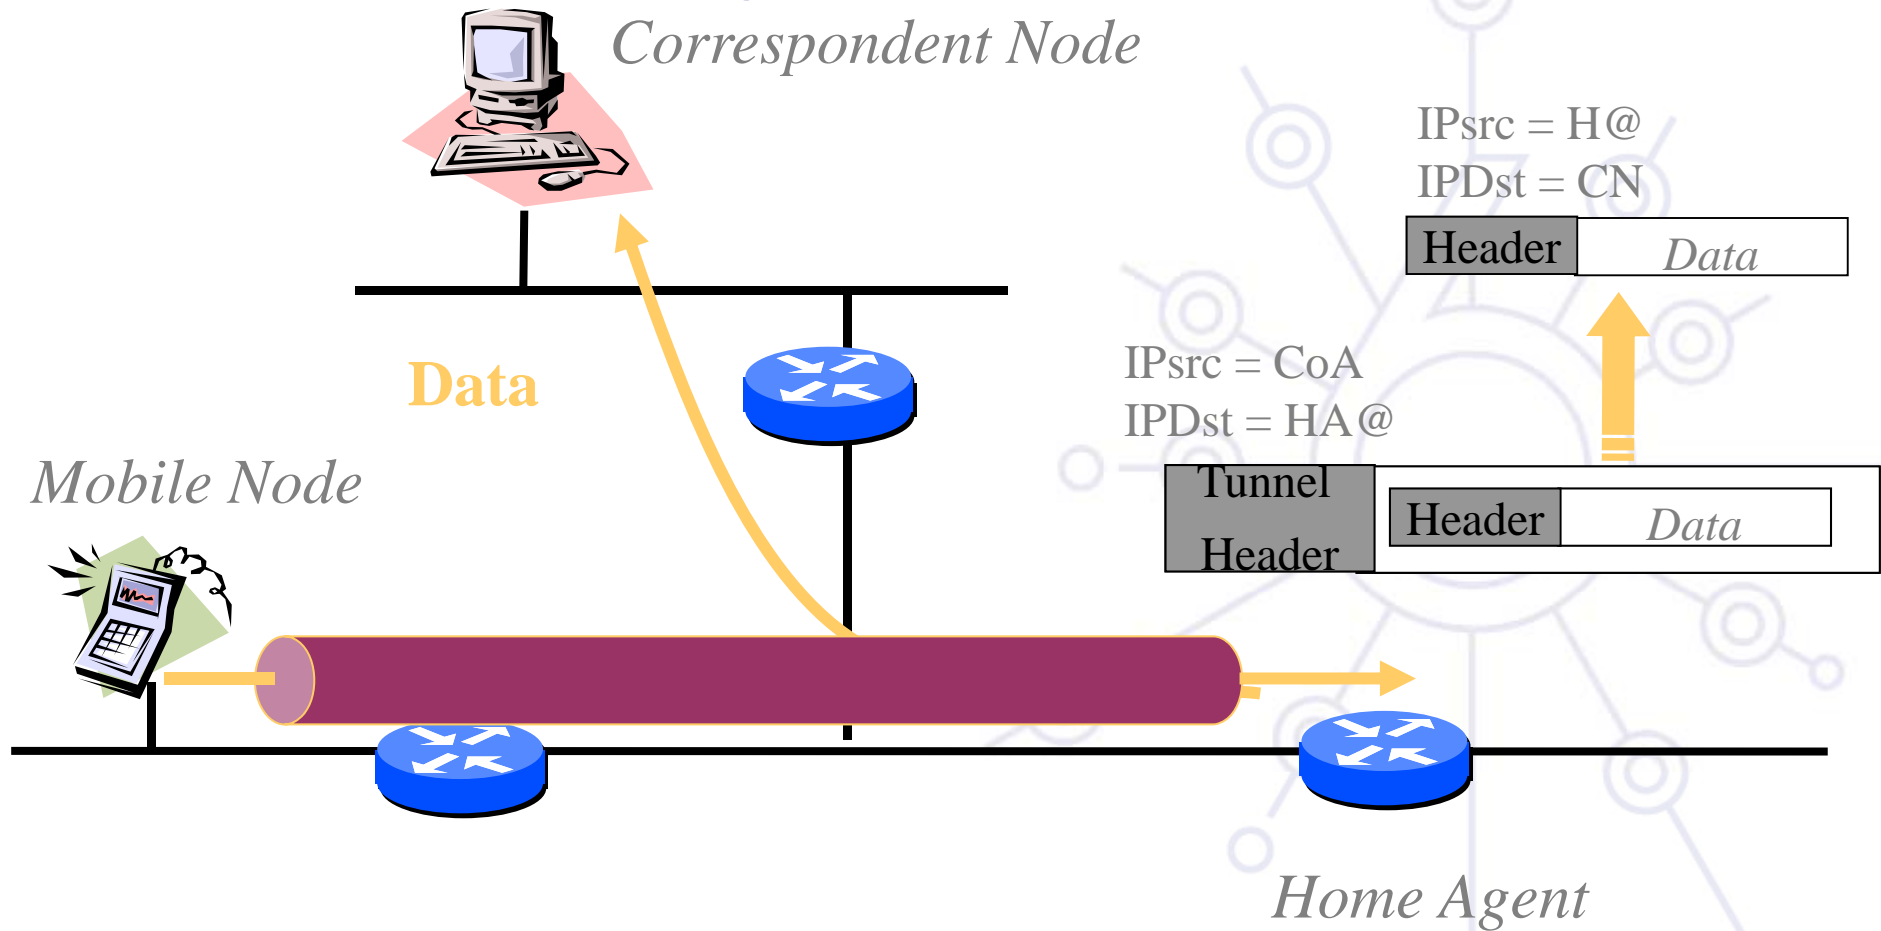 Correspondent Node
IPsrc = H@
IPDst = CN
Header
Data
IPsrc = CoA
IPDst = HA@
Data
Mobile Node
Tunnel
Header
Header
Data
Home Agent